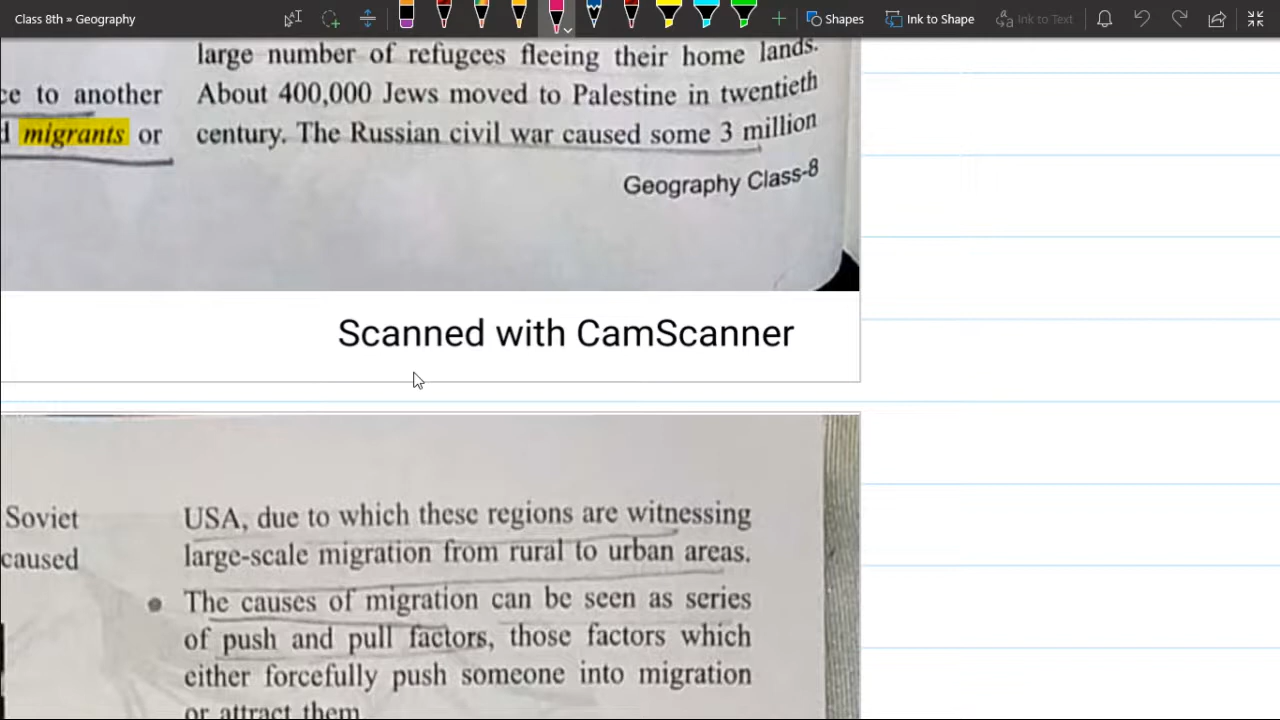 Class 8th » Geography
Shapes
Ink to Shape
Ink to Text
ce to another
d migrants or
large number of refugees fleeing their home lands.
About 400,000 Jews moved to Palestine in twentieth
century. The Russian civil war caused some 3 million
Geography Class-8
Scanned with CamScanner
Soviet
caused
USA, due to which these regions are witnessing
large-scale migration from rural to urban areas.
• The causes of migration can be seen as series
of push and pull factors, those factors which
either forcefully push someone into migration
or attract them